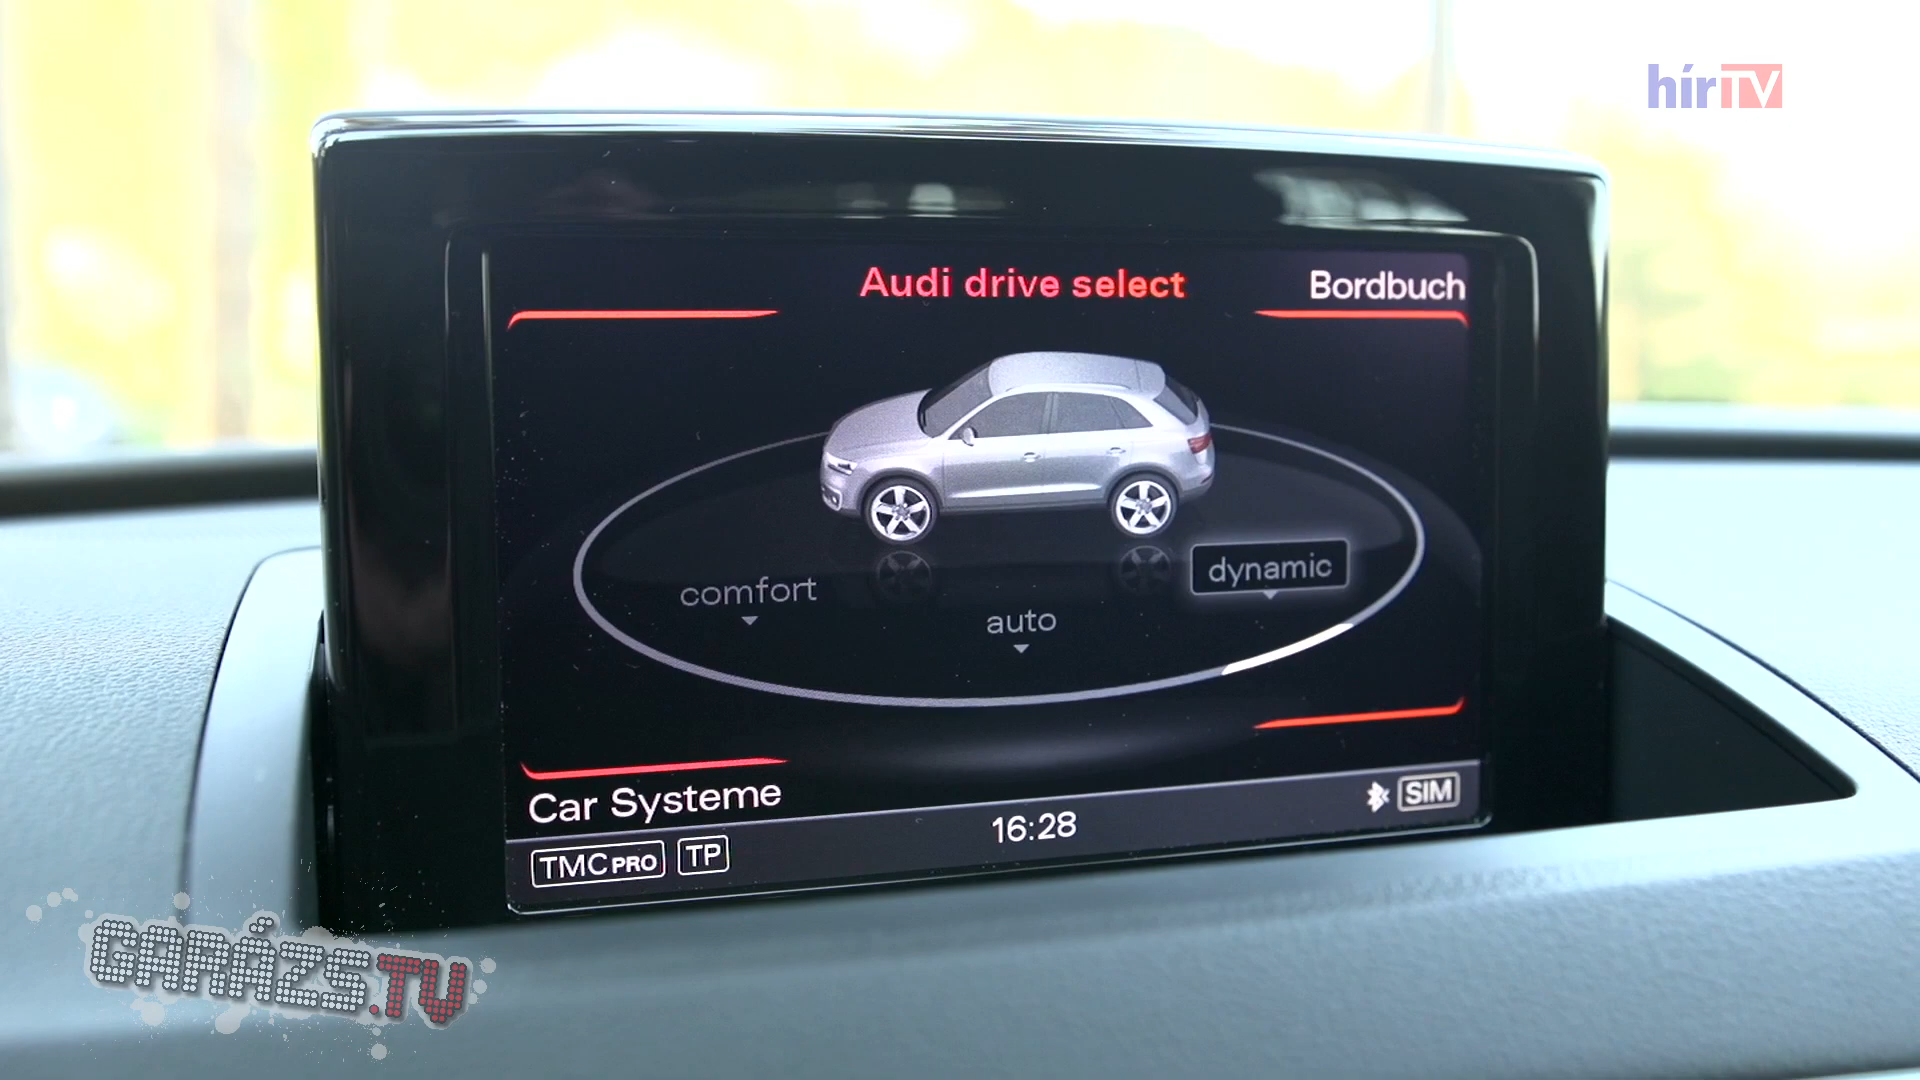 hírTV
Audi drive select
Bordbuch
comfort
auto
dynamic
Car Systeme
16:28
SIM
TMC PRO
TP
GARÁZS.TV